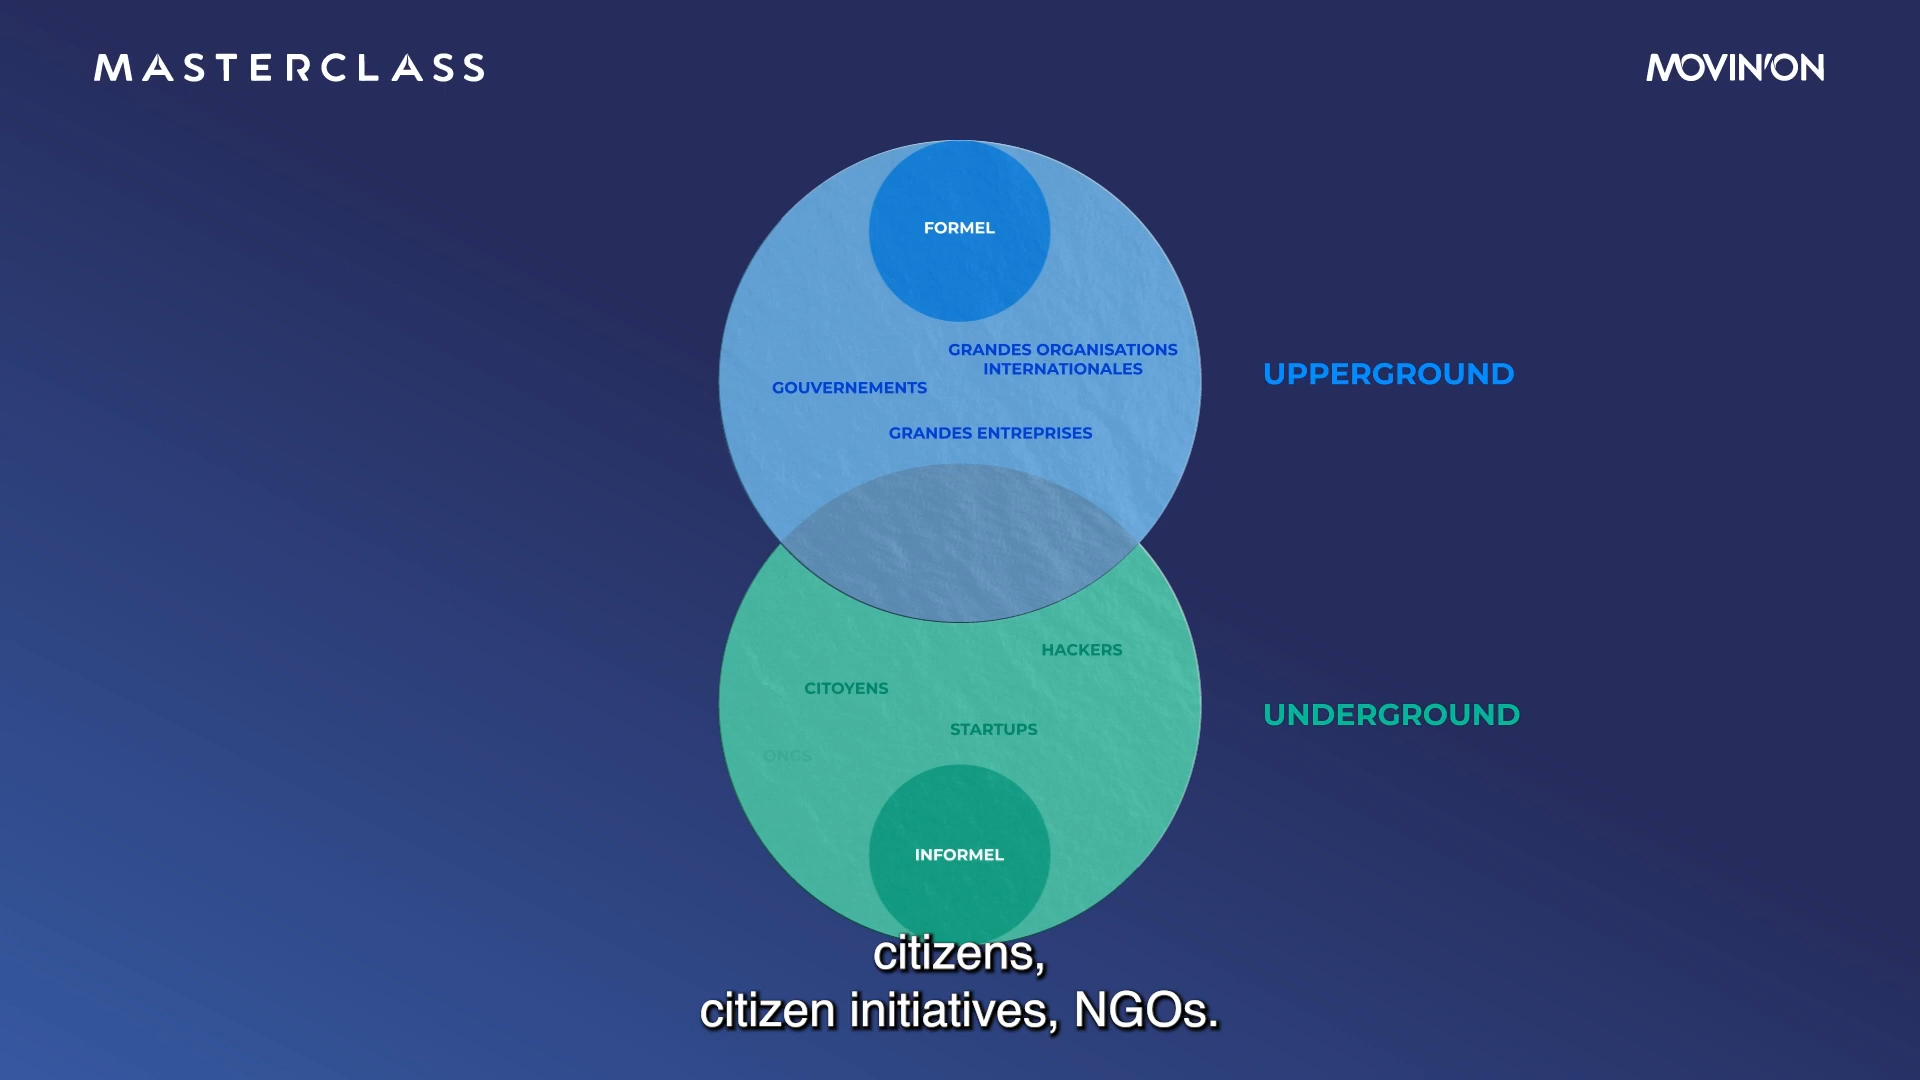 MASTERCLASS
MOVIN'ON
FORMEL
GRANDES ORGANISATIONS
INTERNATIONALES
GOUVERNEMENTS
GRANDES ENTREPRISES
UPPERGROUND
HACKERS
CITOYENS
STARTUPS
ONGS
UNDERGROUND
INFORMEL
citizens,
citizen initiatives, NGOs.